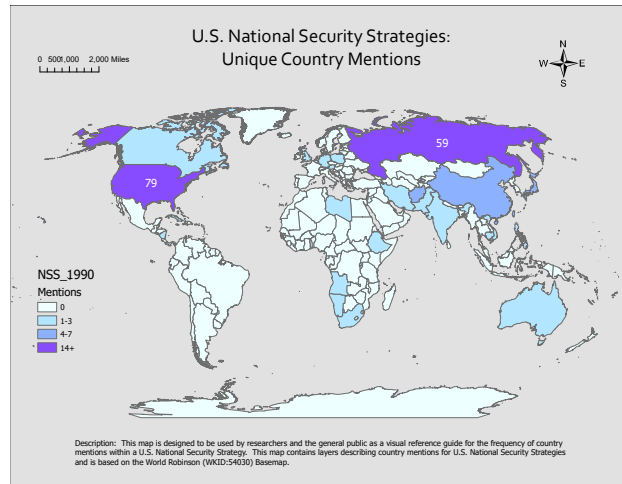 U.S. National Security Strategies:
Unique Country Mentions
0 5001,000 2,000 Miles
N
W E
S
59
79
NSS_1990
Mentions
0
1-3
4-7
14+
Description: This map is designed to be used by researchers and the general public as a visual reference guide for the frequency of country
mentions within a U.S. National Security Strategy. This map contains layers describing country mentions for U.S. National Security Strategies
and is based on the World Robinson (WKID:54030) Basemap.